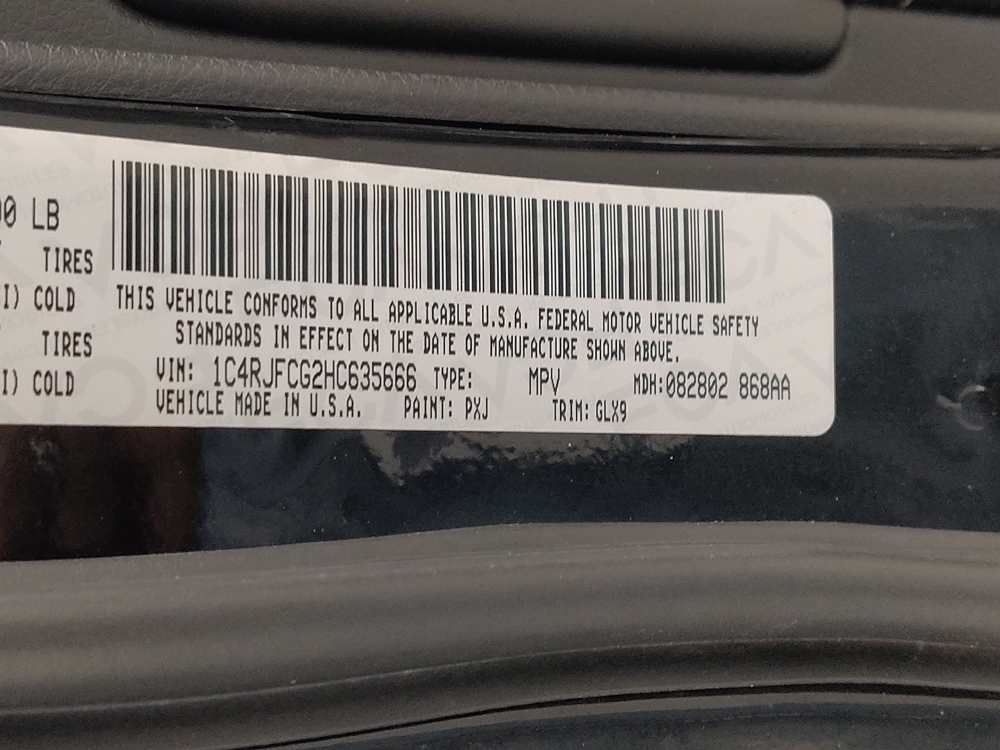 00 LB
TIRES
I) COLD
TIRES
I) COLD
THIS VEHICLE CONFORMS TO ALL APPLICABLE U.S.A. FEDERAL MOTOR VEHICLE SAFETY
STANDARDS IN EFFECT ON THE DATE OF MANUFACTURE SHOWN ABOVE.
VIN: 1C4RJFCG2HC635666 TYPE: MPV MDH:082802 868AA
VEHICLE MADE IN U.S.A. PAINT: PXJ TRIM: GLX9